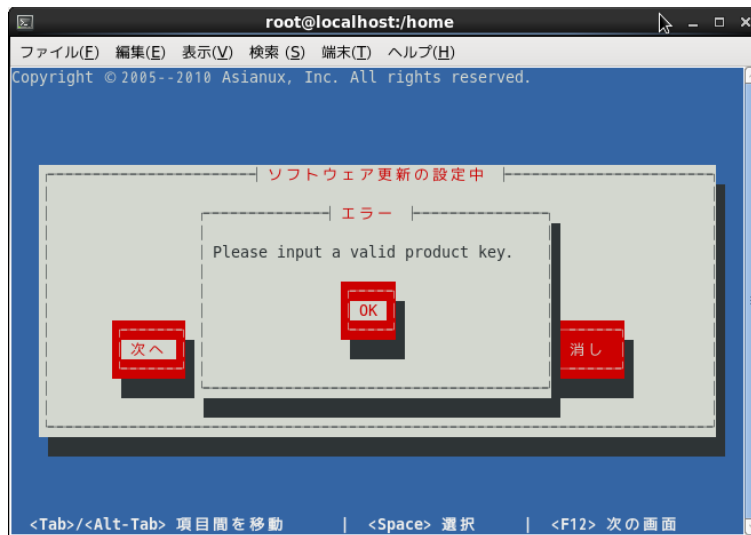 root@localhost:/home
ファイル(F) 編集(E) 表示(V) 検索 (S) 端末(T) ヘルプ(H)
Copyright © 2005--2010 Asianux, Inc. All rights reserved.
ソフトウェア更新の設定中
エラー
Please input a valid product key.
OK
次へ
消し
<Tab>/<Alt-Tab> 項目間を移動 | <Space> 選択 | <F12> 次の画面